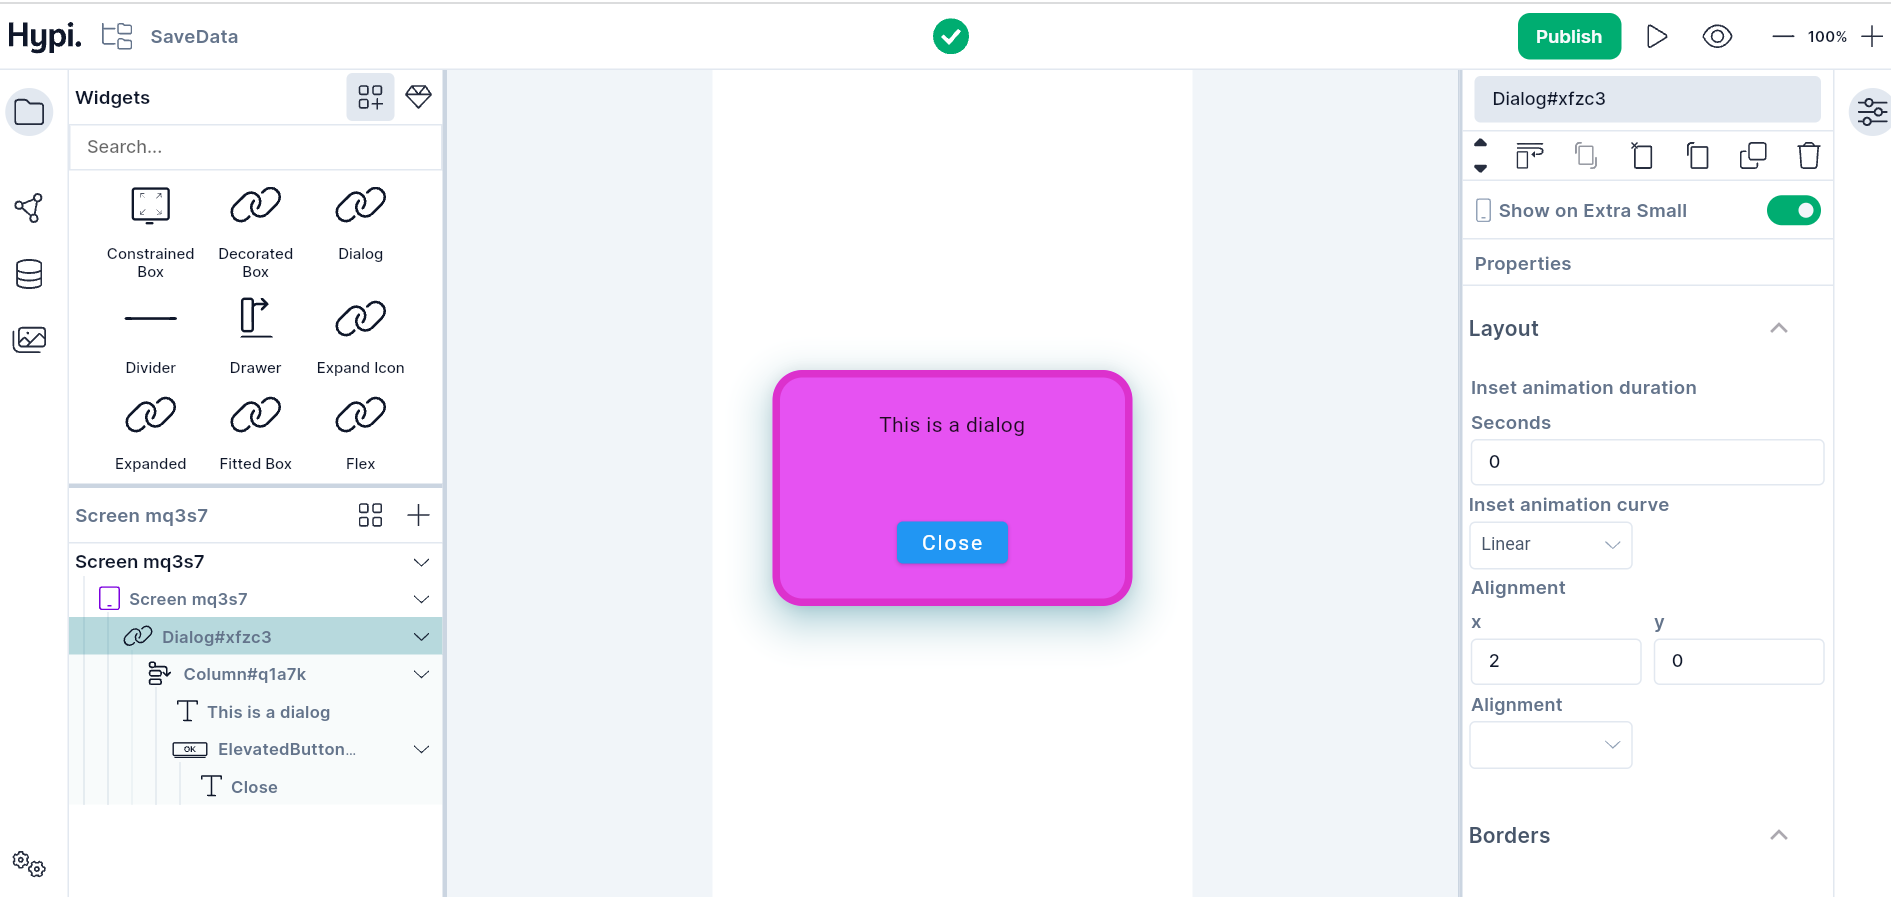 Hypi.
SaveData
Publish
100%
Widgets
Search...
Constrained
Box
Decorated
Box
Dialog
Divider
Drawer
Expand Icon
Expanded
Fitted Box
Flex
Screen mq3s7
Screen mq3s7
Screen mq3s7
Dialog#xfzc3
Column#q1a7k
This is a dialog
OK
ElevatedButton...
Close
This is a dialog
Close
Dialog#xfzc3
Show on Extra Small
Properties
Layout
Inset animation duration
Seconds
0
Inset animation curve
Linear
Alignment
x
y
2
0
Alignment
Borders